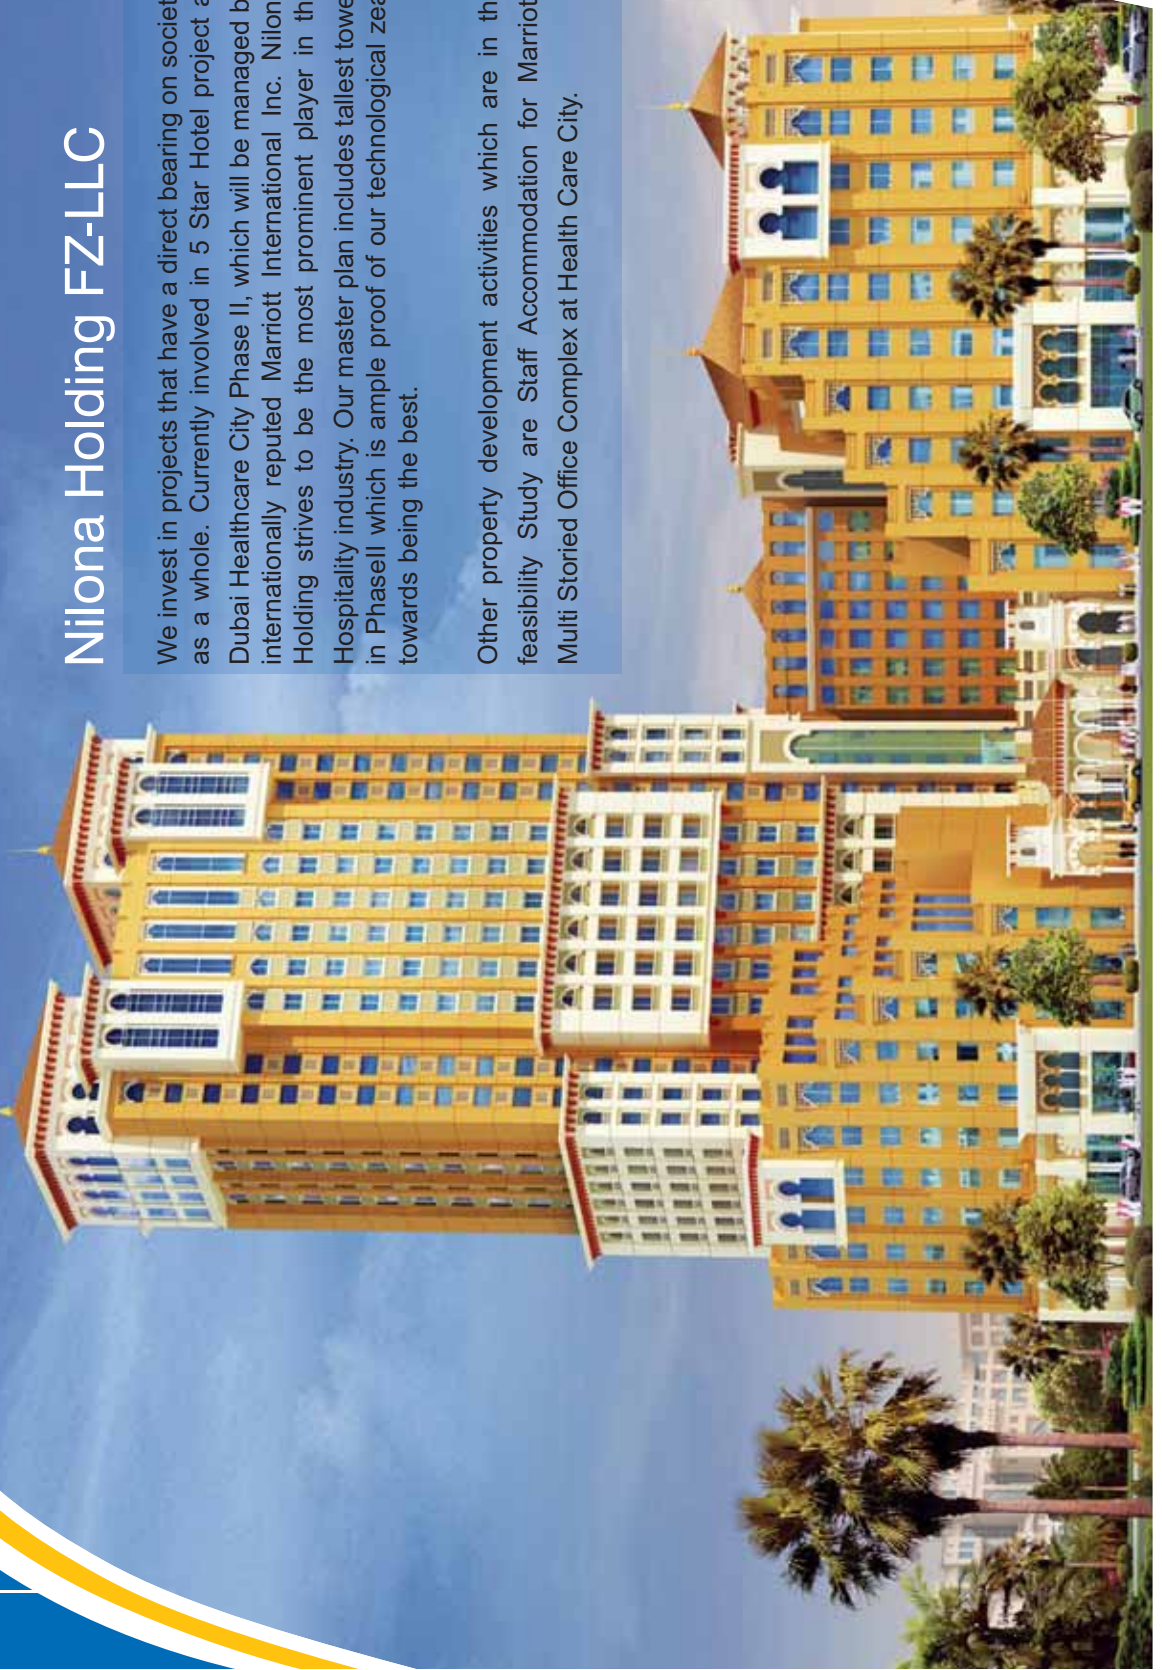 Nilona Holding FZ-LLC
We invest in projects that have a direct bearing on societ
as a whole. Currently involved in 5 Star Hotel project a
Dubai Healthcare City Phase II, which will be managed b
internationally reputed Marriott International Inc. Nilon
Holding strives to be the most prominent player in th
Hospitality industry. Our master plan includes tallest towe
in PhaseII which is ample proof of our technological zea
towards being the best.
Other property development activities which are in th
feasibility Study are Staff Accommodation for Marriot
Multi Storied Office Complex at Health Care City.